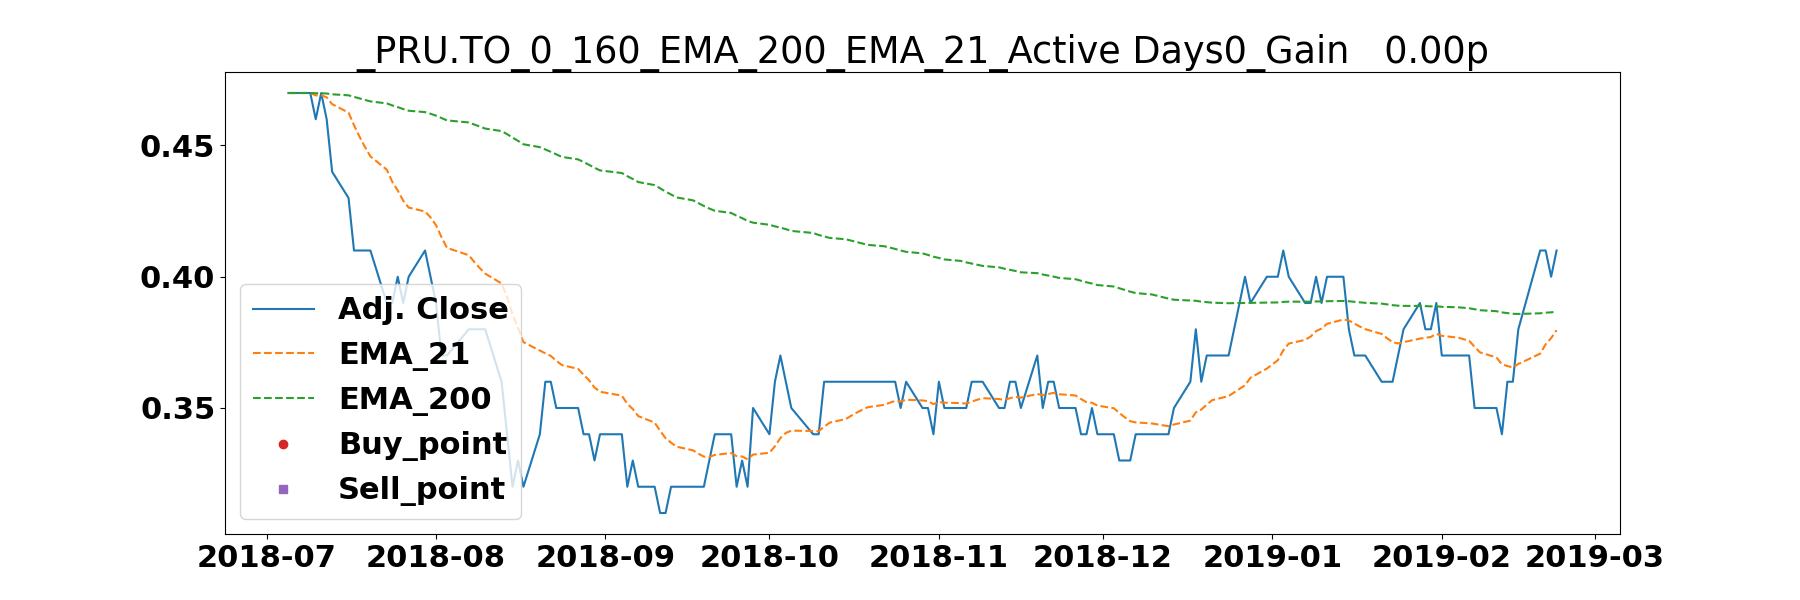 _PRU.TO_0_160_EMA_200_EMA_21_Active Days0_Gain   0.00p
0.45
0.40
0.35
Adj. Close
EMA_21
EMA_200
Buy_point
Sell_point
2018-07 2018-08 2018-09 2018-10 2018-11 2018-12 2019-01 2019-02 2019-03